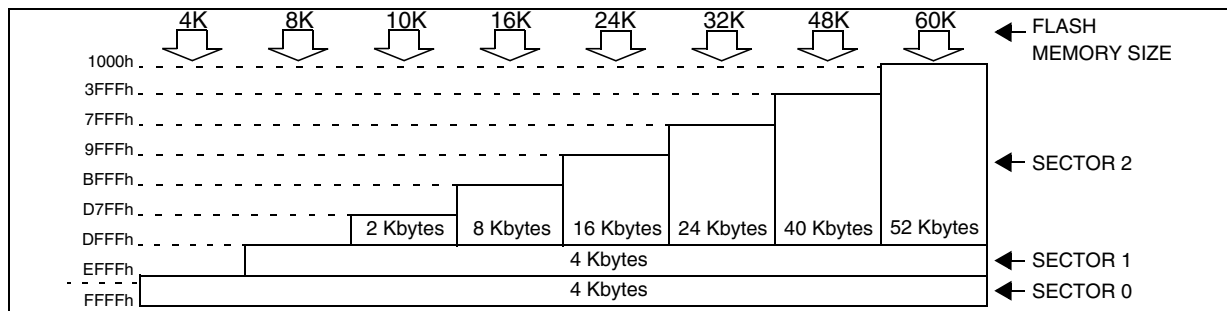 4K 8K 10K 16K 24K 32K 48K 60K
FLASH
MEMORY SIZE
1000h
3FFFh
7FFFh
9FFFh
BFFFh
SECTOR 2
D7FFh
2 Kbytes 8 Kbytes 16 Kbytes 24 Kbytes 40 Kbytes 52 Kbytes
DFFFh
4 Kbytes
SECTOR 1
EFFFh
4 Kbytes
SECTOR 0
FFFFh